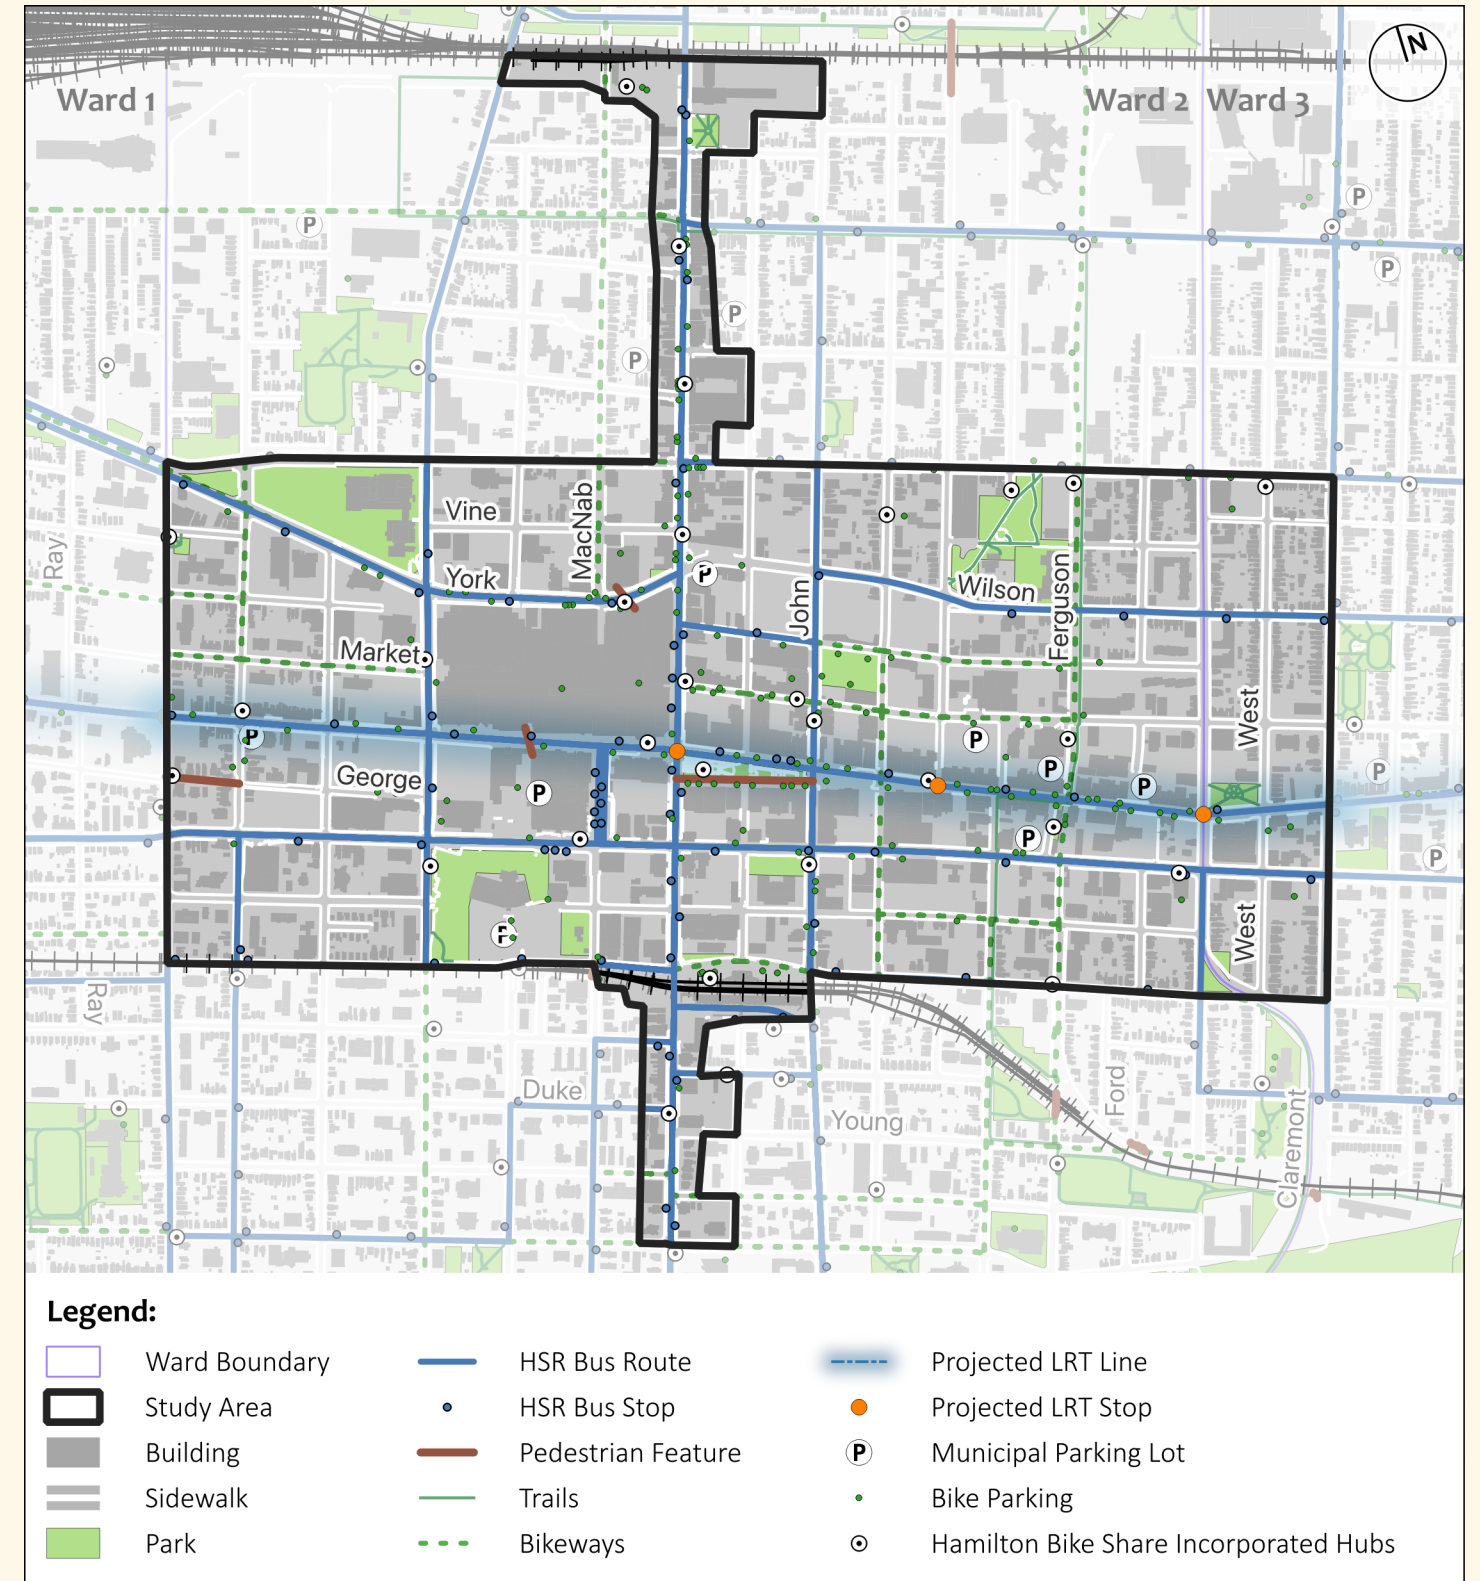 N
Ward 1
Ward 2
Ward 3
P
P
P
P
P
Vine
MacNab
Ray
York
P
John
Wilson
Ferguson
Market
West
P
P
George
P
P
P
P
P
P
P
West
Ray
Duke
Young
Ford
Claremont
Legend:
Ward Boundary
HSR Bus Route
Projected LRT Line
Study Area
HSR Bus Stop
Projected LRT Stop
Building
Pedestrian Feature
P
Municipal Parking Lot
Sidewalk
Trails
Bike Parking
Park
Bikeways
Hamilton Bike Share Incorporated Hubs